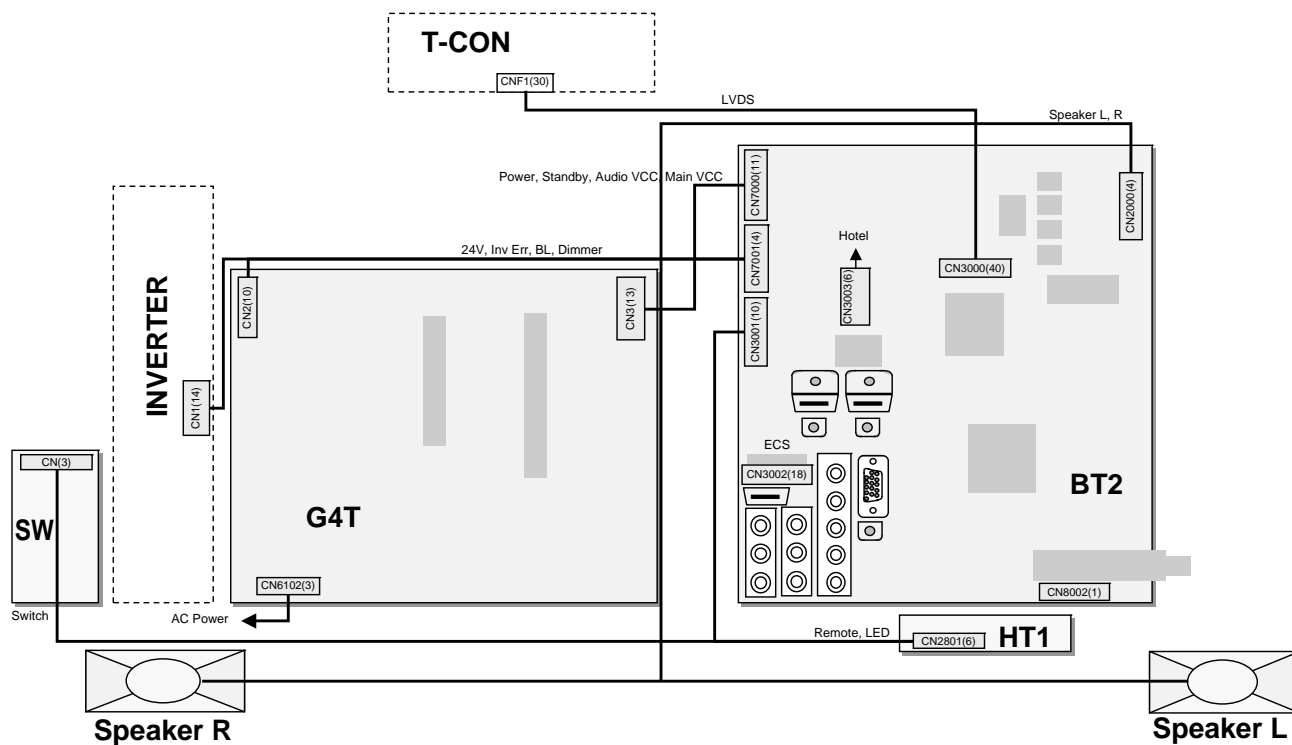 T-CON
CNF1(30)
LVDS
Speaker L, R
Power, Standby, Audio VCC, Main VCC
CN7000(11)
CN2000(4)
24V, Inv Err, BL, Dimmer
CN7001(4)
Hotel
CN3000(40)
CN2(10)
CN3(13)
CN3003(6)
CN3001(10)
INVERTER
CN1(14)
ECS
CN(3)
CN3002(18)
BT2
SW
G4T
CN6102(3)
CN8002(1)
Switch
AC Power
Remote, LED
CN2801(6)
HT1
Speaker R
Speaker L